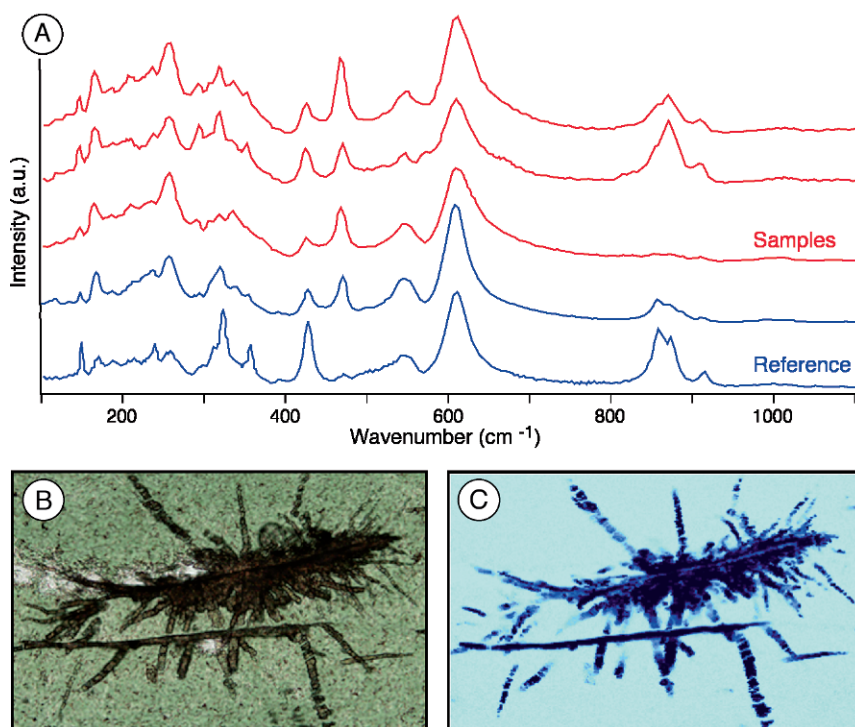 A
Intensity (a.u.)
Samples
Reference
200 400 600 800 1000
Wavenumber (cm -1)
B
C